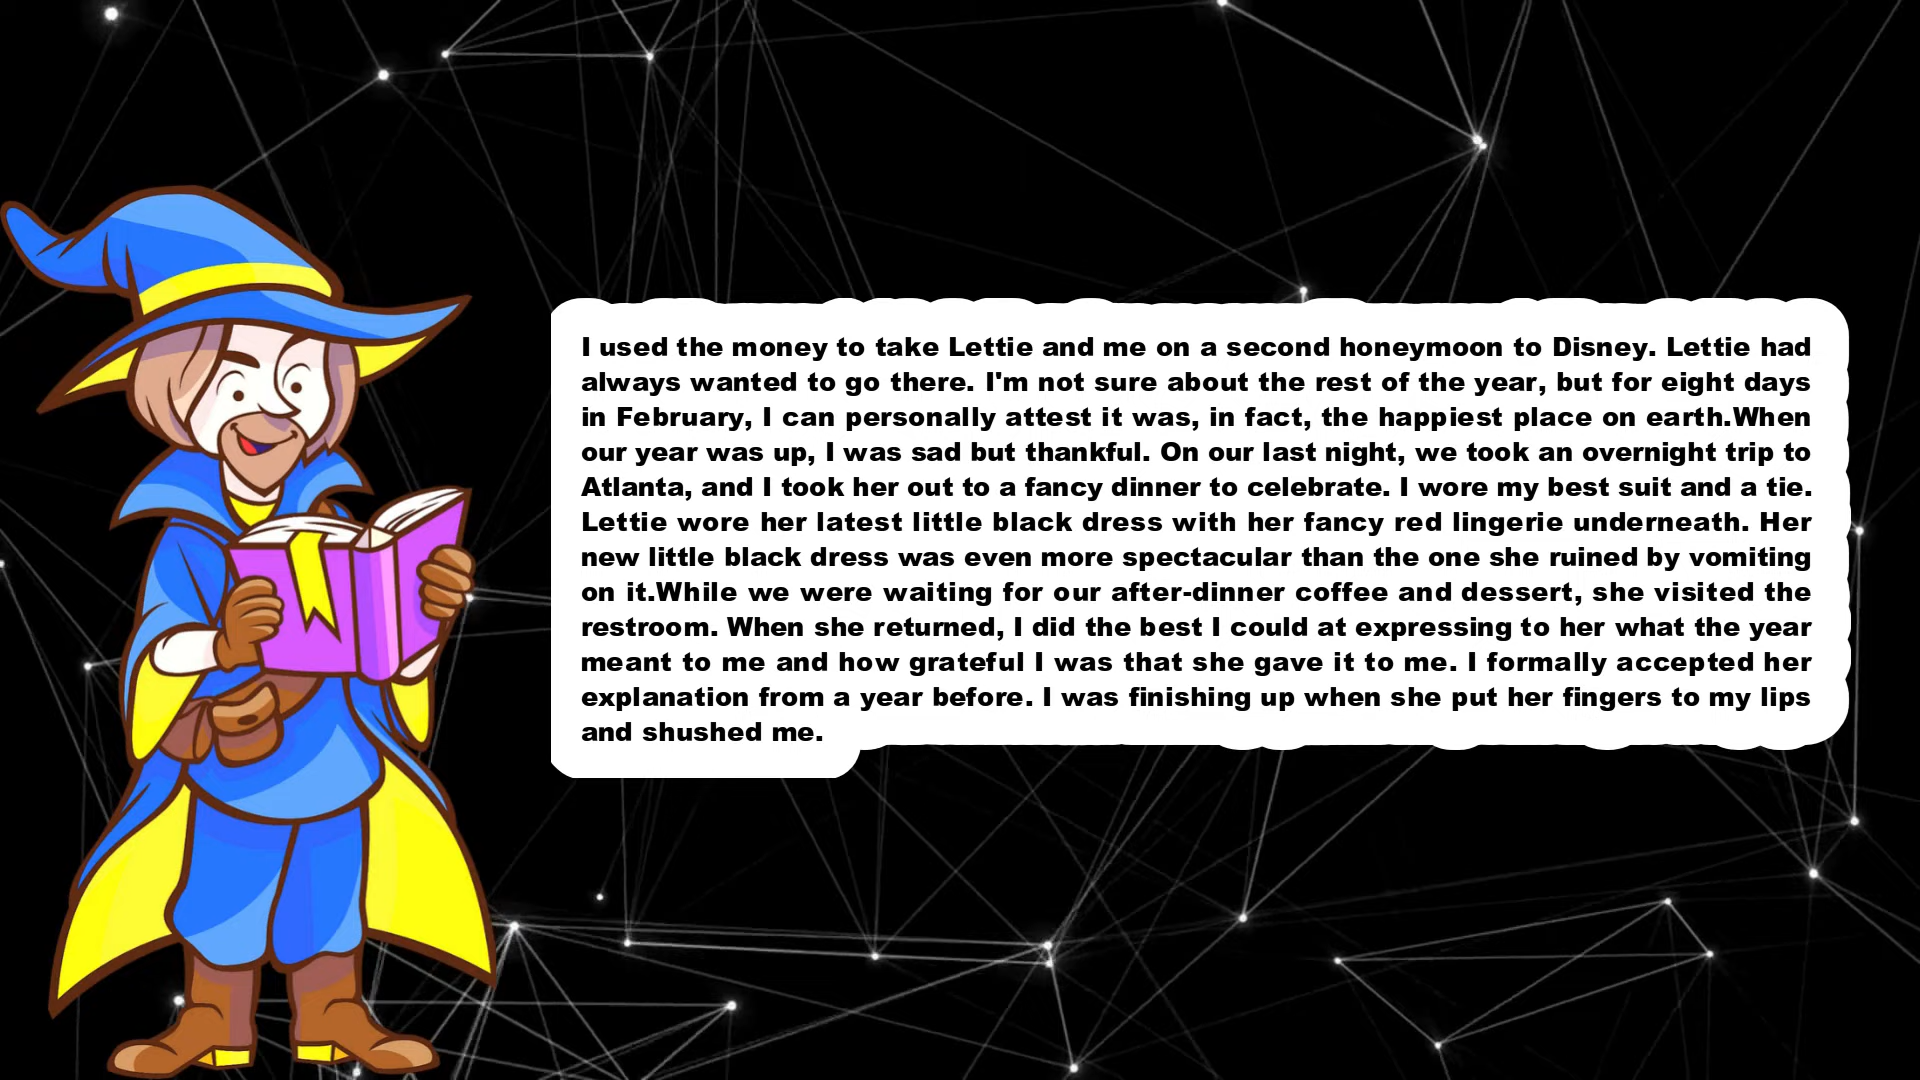 I used the money to take Lettie and me on a second honeymoon to Disney. Lettie had
always wanted to go there. I'm not sure about the rest of the year, but for eight days
in February, I can personally attest it was, in fact, the happiest place on earth.When
our year was up, I was sad but thankful. On our last night, we took an overnight trip to
Atlanta, and I took her out to a fancy dinner to celebrate. I wore my best suit and a tie.
Lettie wore her latest little black dress with her fancy red lingerie underneath. Her
new little black dress was even more spectacular than the one she ruined by vomiting
on it.While we were waiting for our after-dinner coffee and dessert, she visited the
restroom. When she returned, I did the best I could at expressing to her what the year
meant to me and how grateful I was that she gave it to me. I formally accepted her
explanation from a year before. I was finishing up when she put her fingers to my lips
and shushed me.